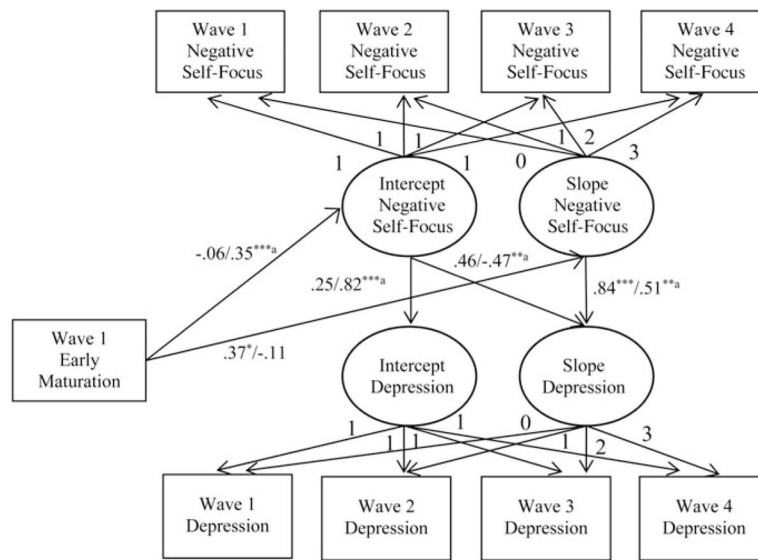 Wave 1
Negative
Self-Focus
Wave 2
Negative
Self-Focus
Wave 3
Negative
Self-Focus
Wave 4
Negative
Self-Focus
1
1
1
1
0
1
2
3
Intercept
Negative
Self-Focus
Slope
Negative
Self-Focus
-.06/.35***a
.25/.82***a
.46/-.47**a
.84***/.51**a
.37*/-.11
Wave 1
Early
Maturation
Intercept
Depression
Slope
Depression
1
1
1
1
0
1
2
3
Wave 1
Depression
Wave 2
Depression
Wave 3
Depression
Wave 4
Depression